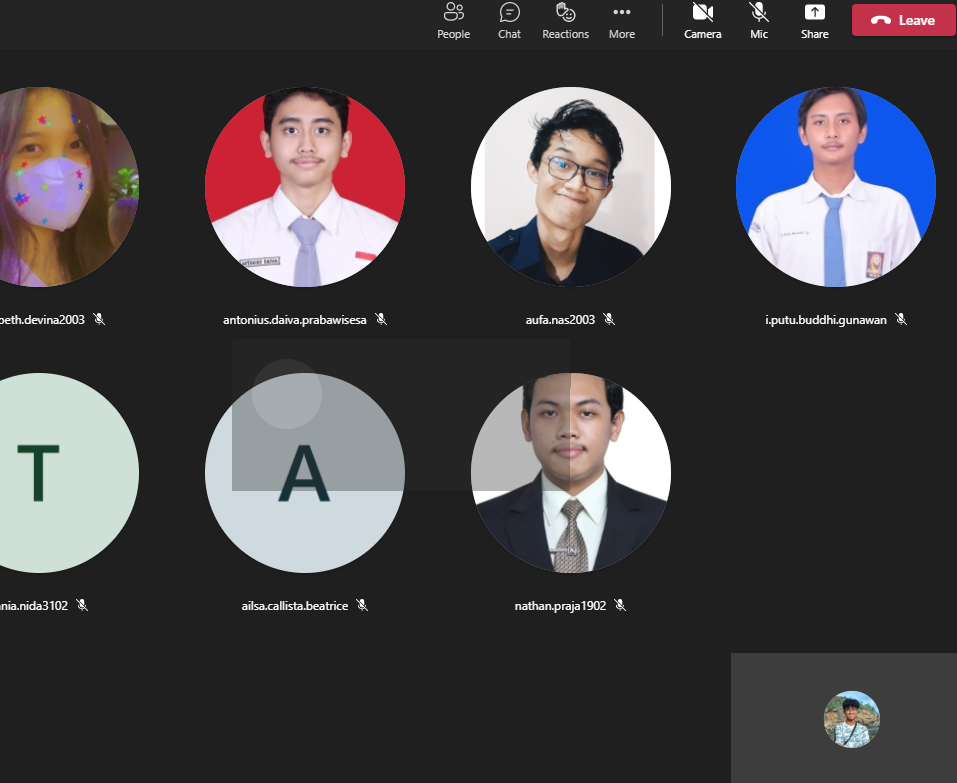 People Chat Reactions More Camera Mic Share Leave
beth.devina2003 antonius.daiva.prabawisesa aufa.nas2003 i.putu.buddhi.gunawan
T A
nia.nida3102 ailsa.callista.beatrice nathan.praja1902